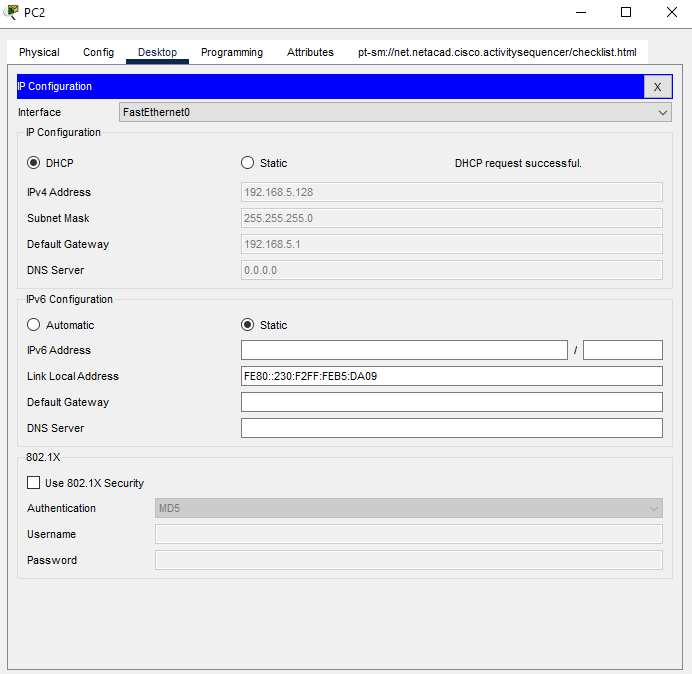 PC2
Physical Config Desktop Programming Attributes pt-sm://net.netacad.cisco.activitysequencer/checklist.html
IP Configuration X
Interface FastEthernet0
IP Configuration
DHCP Static DHCP request successful.
IPv4 Address 192.168.5.128
Subnet Mask 255.255.255.0
Default Gateway 192.168.5.1
DNS Server 0.0.0.0
IPv6 Configuration
Automatic Static
IPv6 Address /
Link Local Address FE80::230:F2FF:FEB5:DA09
Default Gateway
DNS Server
802.1X
Use 802.1X Security
Authentication MD5
Username
Password